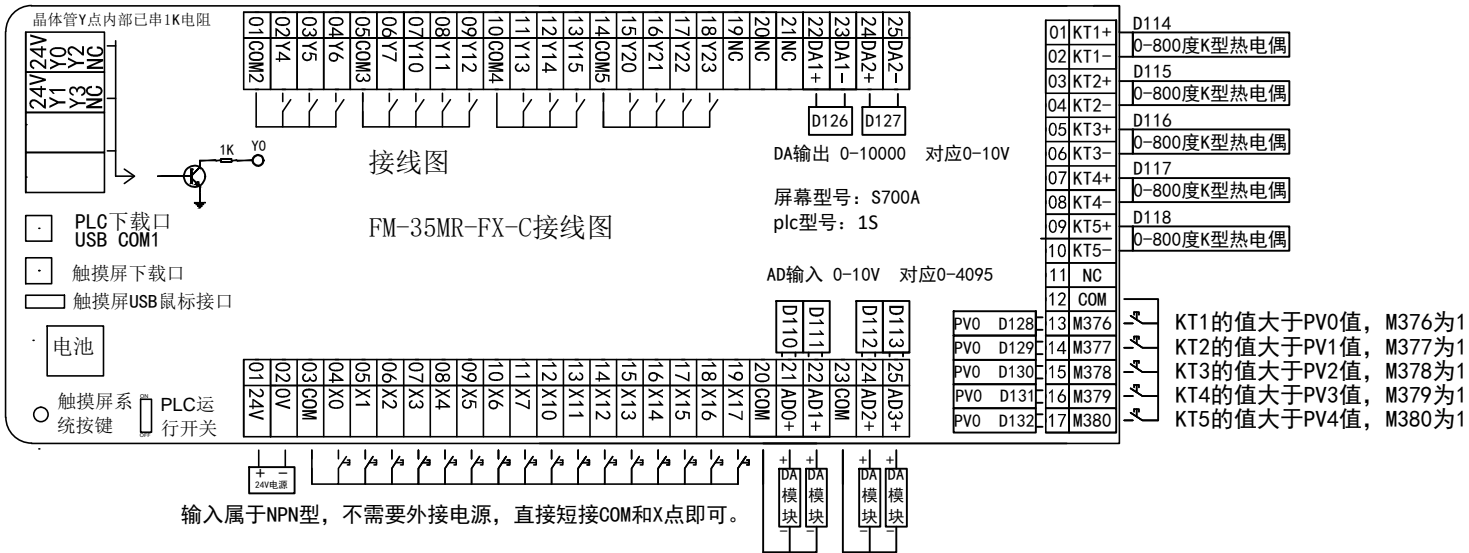 晶体管Y点内部已串1K电阻
24V Y0 Y2 NC
24V Y1 Y3 NC
01 COM2
02 Y4
03 Y5
04 Y6
05 COM3
06 Y7
07 Y10
08 Y11
09 Y12
10 COM4
11 Y13
12 Y14
13 Y15
14 COM5
15 Y20
16 Y21
17 Y22
18 Y23
19 NC
20 NC
21 NC
22 DA1+
23 DA1-
24 DA2+
25 DA2-
D126
D127
DA输出 0-10000 对应0-10V
1K
Y0
接线图
FM-35MR-FX-C接线图
屏幕型号：S700A
plc型号：1S
AD输入 0-10V 对应0-4095
PLC下载口
USB COM1
触摸屏下载口
触摸屏USB鼠标接口
电池
触摸屏系
统按键
ON
OFF
PLC运
行开关
01 KT1+
02 KT1-
03 KT2+
04 KT2-
05 KT3+
06 KT3-
07 KT4+
08 KT4-
09 KT5+
10 KT5-
11 NC
12 COM
13 M376
14 M377
15 M378
16 M379
17 M380
D114
0-800度K型热电偶
D115
0-800度K型热电偶
D116
0-800度K型热电偶
D117
0-800度K型热电偶
D118
0-800度K型热电偶
PV0 D128
PV0 D129
PV0 D130
PV0 D131
PV0 D132
KT1的值大于PV0值，M376为1
KT2的值大于PV1值，M377为1
KT3的值大于PV2值，M378为1
KT4的值大于PV3值，M379为1
KT5的值大于PV4值，M380为1
D110
D111
D112
D113
01 24V
02 0V
03 COM
04 X0
05 X1
06 X2
07 X3
08 X4
09 X5
10 X6
11 X7
12 X10
13 X11
14 X12
15 X13
16 X14
17 X15
18 X16
19 X17
20 COM
21 AD0+
22 AD1+
23 COM
24 AD2+
25 AD3+
+ −
24V电源
+ DA模块 −
+ DA模块 −
+ DA模块 −
+ DA模块 −
输入属于NPN型，不需要外接电源，直接短接COM和X点即可。